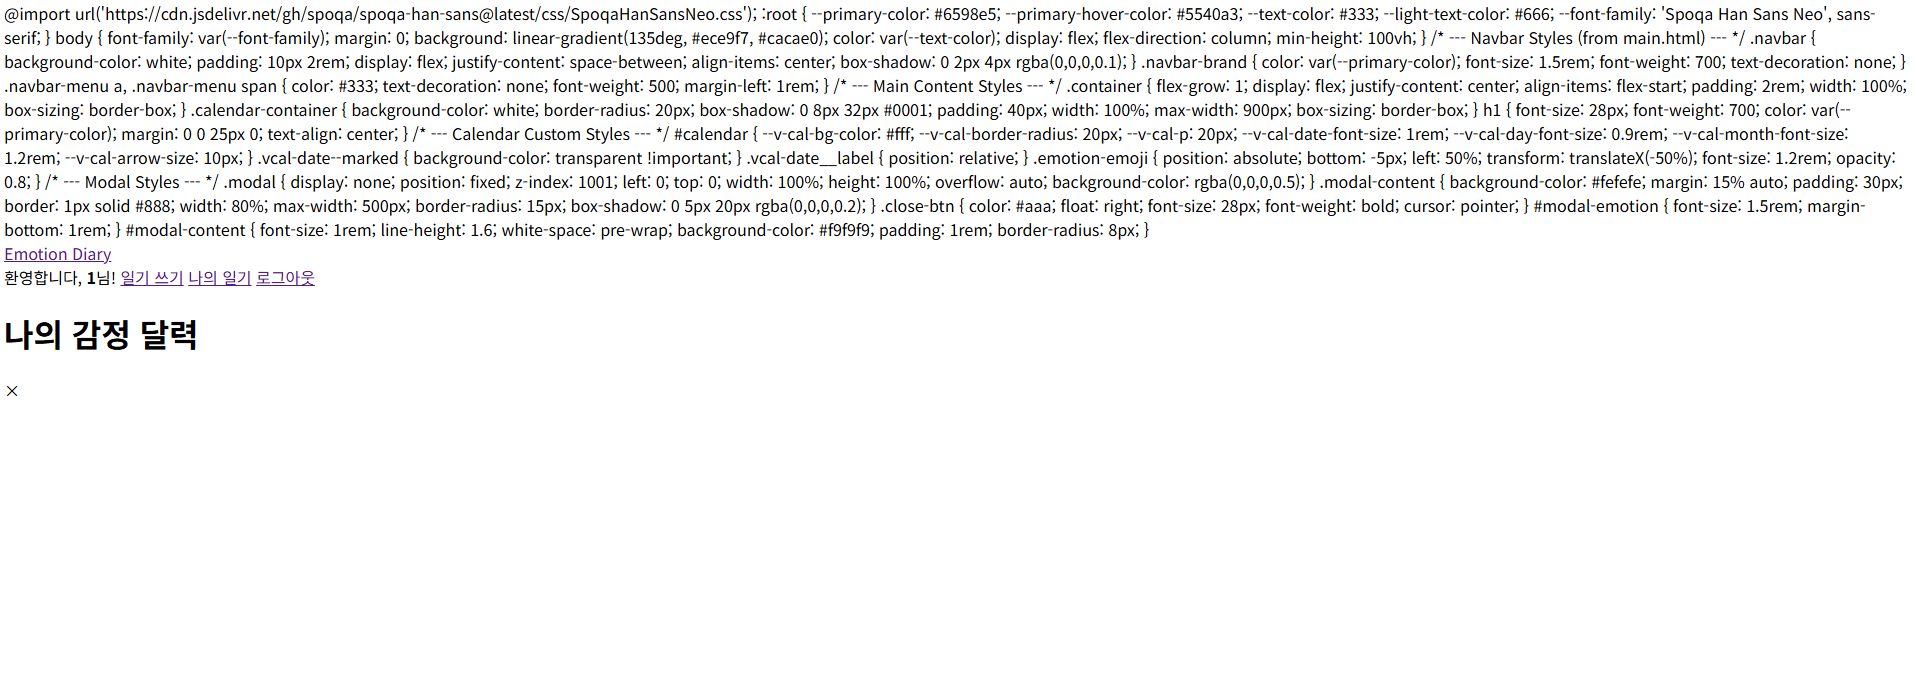 @import url('https://cdn.jsdelivr.net/gh/spoqa/spoqa-han-sans@latest/css/SpoqaHanSansNeo.css'); :root { --primary-color: #6598e5; --primary-hover-color: #5540a3; --text-color: #333; --light-text-color: #666; --font-family: 'Spoqa Han Sans Neo', sans-
serif; } body { font-family: var(--font-family); margin: 0; background: linear-gradient(135deg, #ece9f7, #cacae0); color: var(--text-color); display: flex; flex-direction: column; min-height: 100vh; } /* --- Navbar Styles (from main.html) --- */ .navbar {
background-color: white; padding: 10px 2rem; display: flex; justify-content: space-between; align-items: center; box-shadow: 0 2px 4px rgba(0,0,0,0.1); } .navbar-brand { color: var(--primary-color); font-size: 1.5rem; font-weight: 700; text-decoration: none; }
.navbar-menu a, .navbar-menu span { color: #333; text-decoration: none; font-weight: 500; margin-left: 1rem; } /* --- Main Content Styles --- */ .container { flex-grow: 1; display: flex; justify-content: center; align-items: flex-start; padding: 2rem; width: 100%;
box-sizing: border-box; } .calendar-container { background-color: white; border-radius: 20px; box-shadow: 0 8px 32px #0001; padding: 40px; width: 100%; max-width: 900px; box-sizing: border-box; } h1 { font-size: 28px; font-weight: 700; color: var(--
primary-color); margin: 0 0 25px 0; text-align: center; } /* --- Calendar Custom Styles --- */ #calendar { --v-cal-bg-color: #fff; --v-cal-border-radius: 20px; --v-cal-p: 20px; --v-cal-date-font-size: 1rem; --v-cal-day-font-size: 0.9rem; --v-cal-month-font-size:
1.2rem; --v-cal-arrow-size: 10px; } .vcal-date--marked { background-color: transparent !important; } .vcal-date__label { position: relative; } .emotion-emoji { position: absolute; bottom: -5px; left: 50%; transform: translateX(-50%); font-size: 1.2rem; opacity:
0.8; } /* --- Modal Styles --- */ .modal { display: none; position: fixed; z-index: 1001; left: 0; top: 0; width: 100%; height: 100%; overflow: auto; background-color: rgba(0,0,0,0.5); } .modal-content { background-color: #fefefe; margin: 15% auto; padding: 30px;
border: 1px solid #888; width: 80%; max-width: 500px; border-radius: 15px; box-shadow: 0 5px 20px rgba(0,0,0,0.2); } .close-btn { color: #aaa; float: right; font-size: 28px; font-weight: bold; cursor: pointer; } #modal-emotion { font-size: 1.5rem; margin-
bottom: 1rem; } #modal-content { font-size: 1rem; line-height: 1.6; white-space: pre-wrap; background-color: #f9f9f9; padding: 1rem; border-radius: 8px; }
Emotion Diary
환영합니다, 1님! 일기 쓰기 나의 일기 로그아웃
나의 감정 달력
×